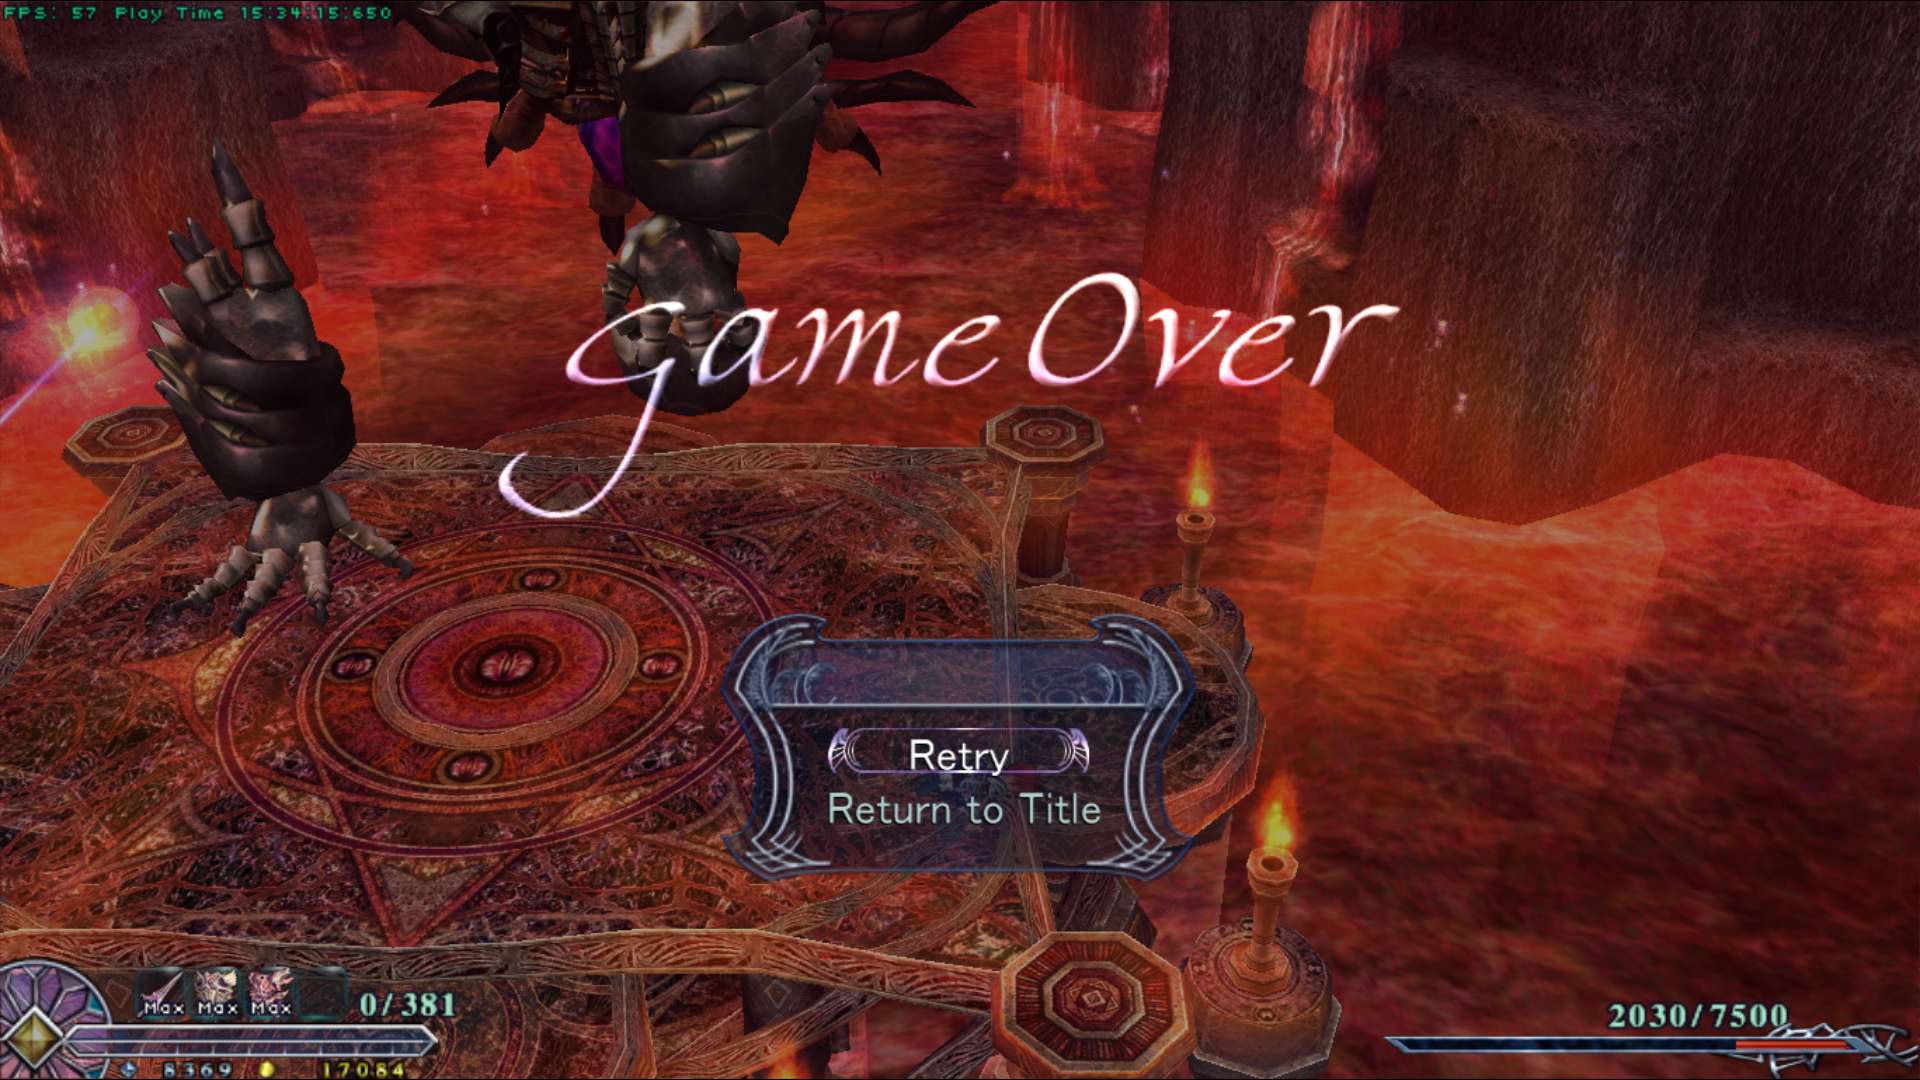 FPS: 57 Play Time 15:34:15:650
Game Over
Retry
Return to Title
Max Max Max 0/381
2030/7500
8369 17084